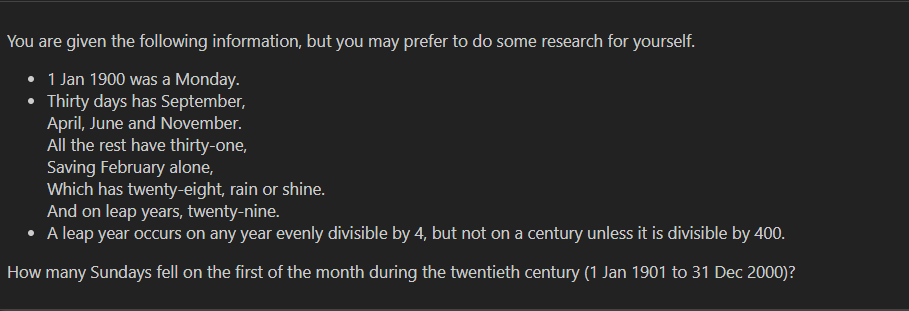 You are given the following information, but you may prefer to do some research for yourself.
• 1 Jan 1900 was a Monday.
• Thirty days has September,
April, June and November.
All the rest have thirty-one,
Saving February alone,
Which has twenty-eight, rain or shine.
And on leap years, twenty-nine.
• A leap year occurs on any year evenly divisible by 4, but not on a century unless it is divisible by 400.
How many Sundays fell on the first of the month during the twentieth century (1 Jan 1901 to 31 Dec 2000)?